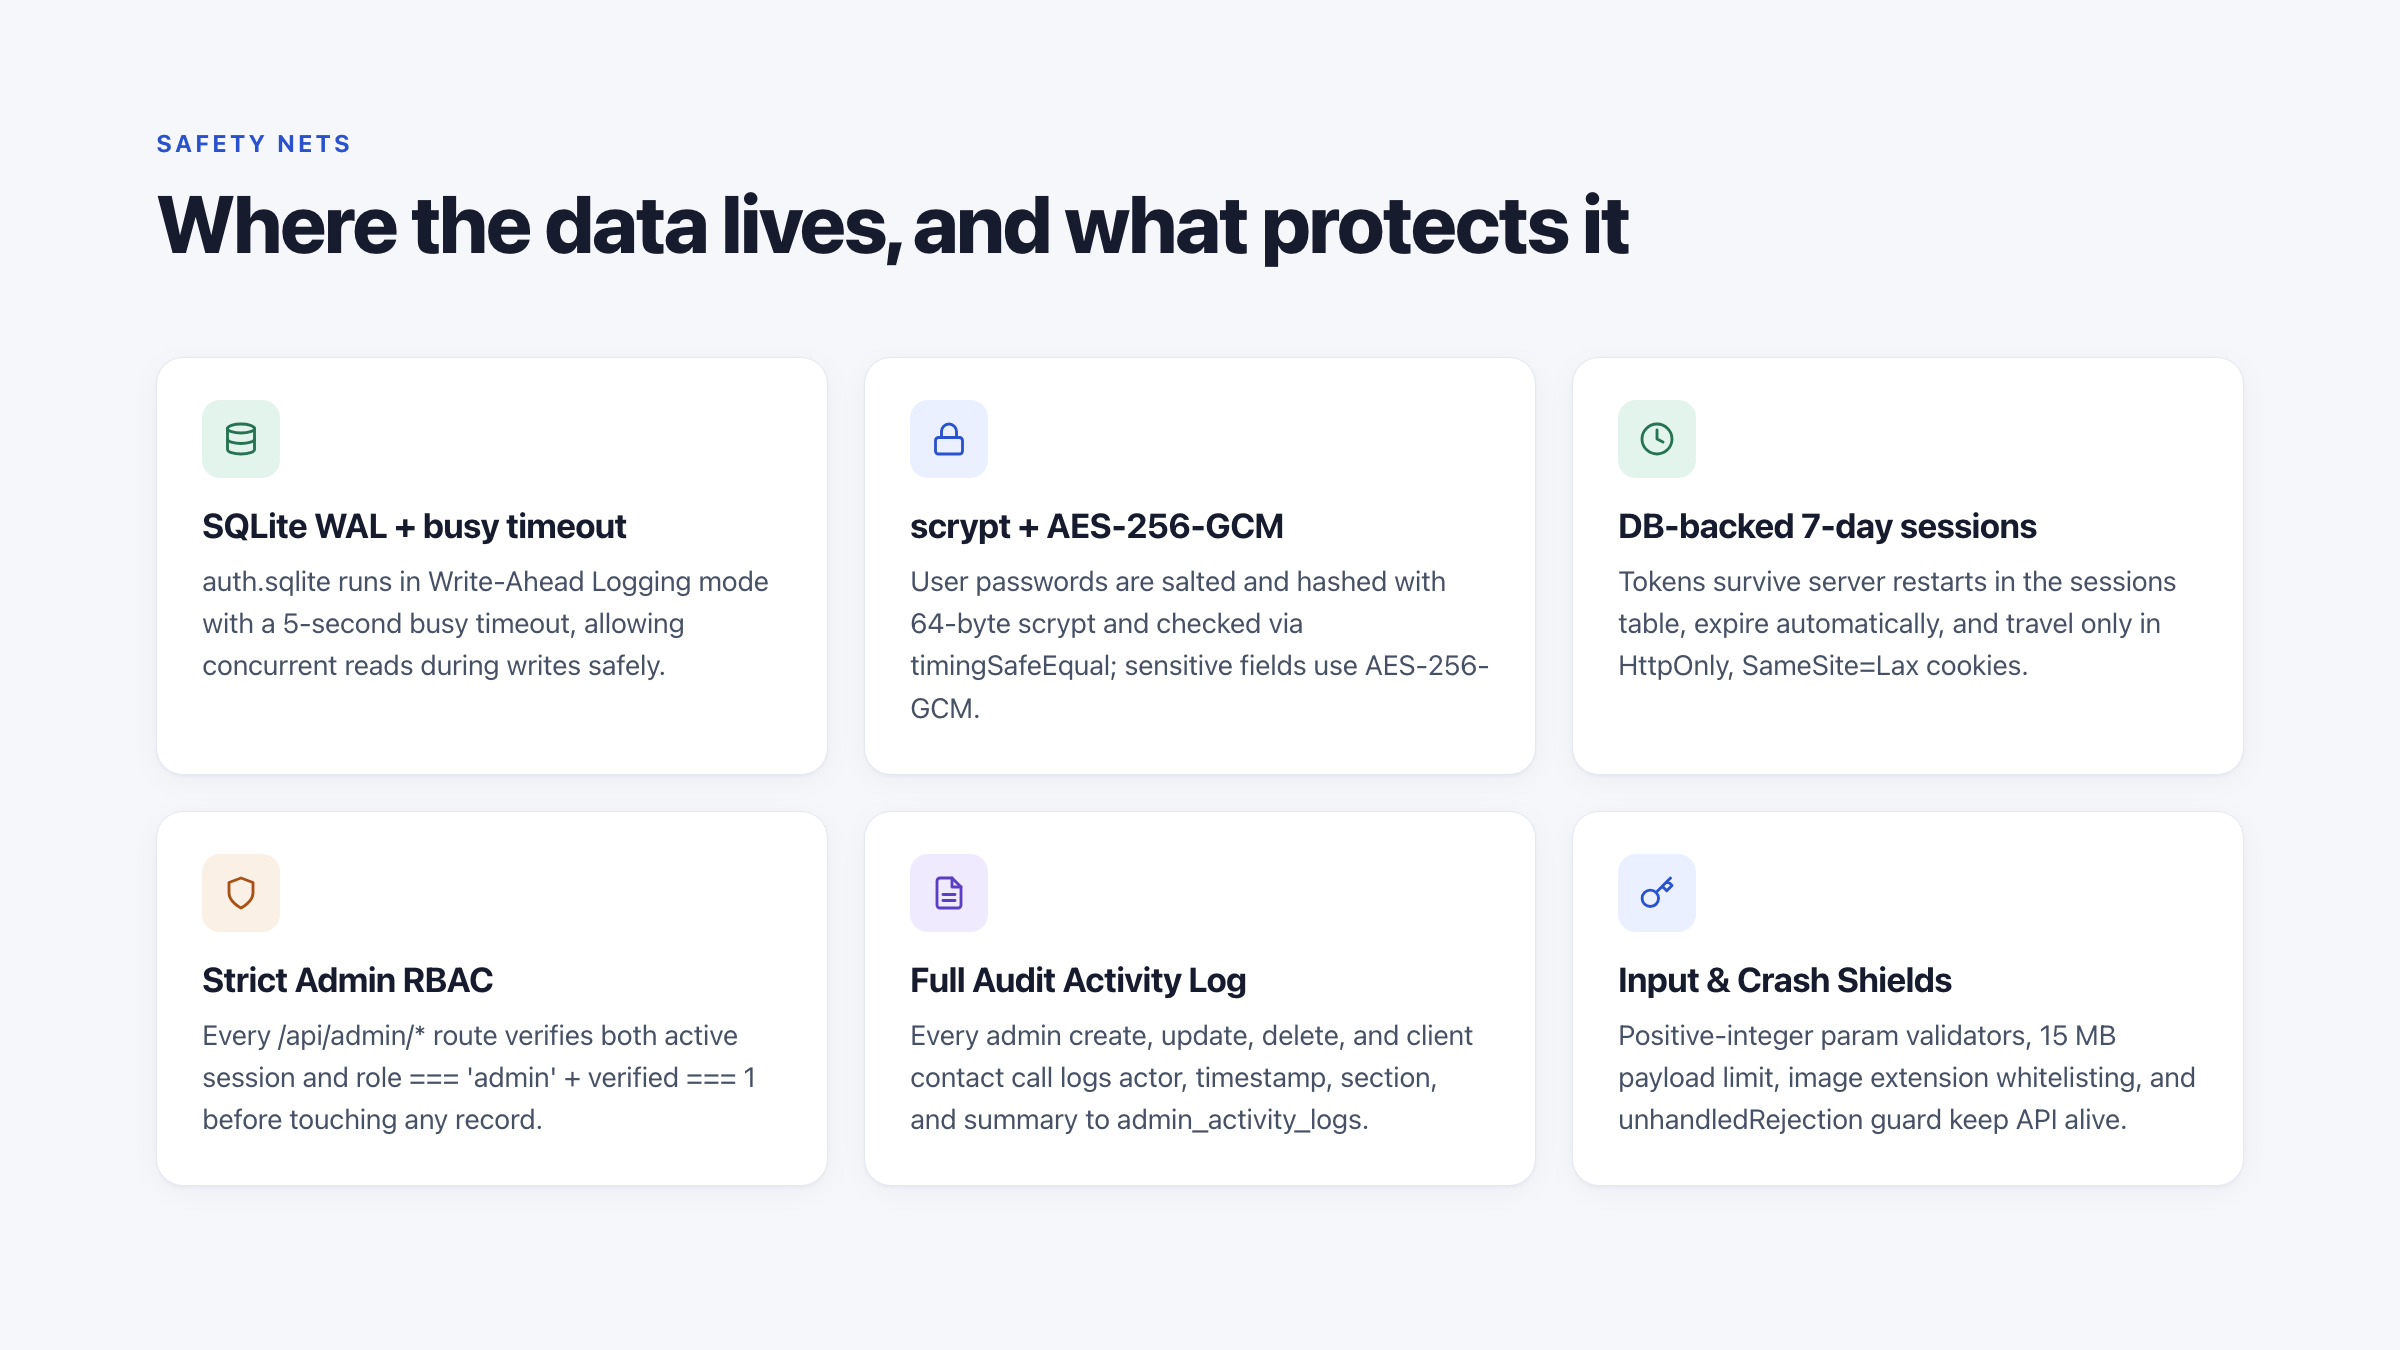 SAFETY NETS
Where the data lives, and what protects it
SQLite WAL + busy timeout
auth.sqlite runs in Write-Ahead Logging mode
with a 5-second busy timeout, allowing
concurrent reads during writes safely.
scrypt + AES-256-GCM
User passwords are salted and hashed with
64-byte scrypt and checked via
timingSafeEqual; sensitive fields use AES-256-
GCM.
DB-backed 7-day sessions
Tokens survive server restarts in the sessions
table, expire automatically, and travel only in
HttpOnly, SameSite=Lax cookies.
Strict Admin RBAC
Every /api/admin/* route verifies both active
session and role === 'admin' + verified === 1
before touching any record.
Full Audit Activity Log
Every admin create, update, delete, and client
contact call logs actor, timestamp, section,
and summary to admin_activity_logs.
Input & Crash Shields
Positive-integer param validators, 15 MB
payload limit, image extension whitelisting, and
unhandledRejection guard keep API alive.